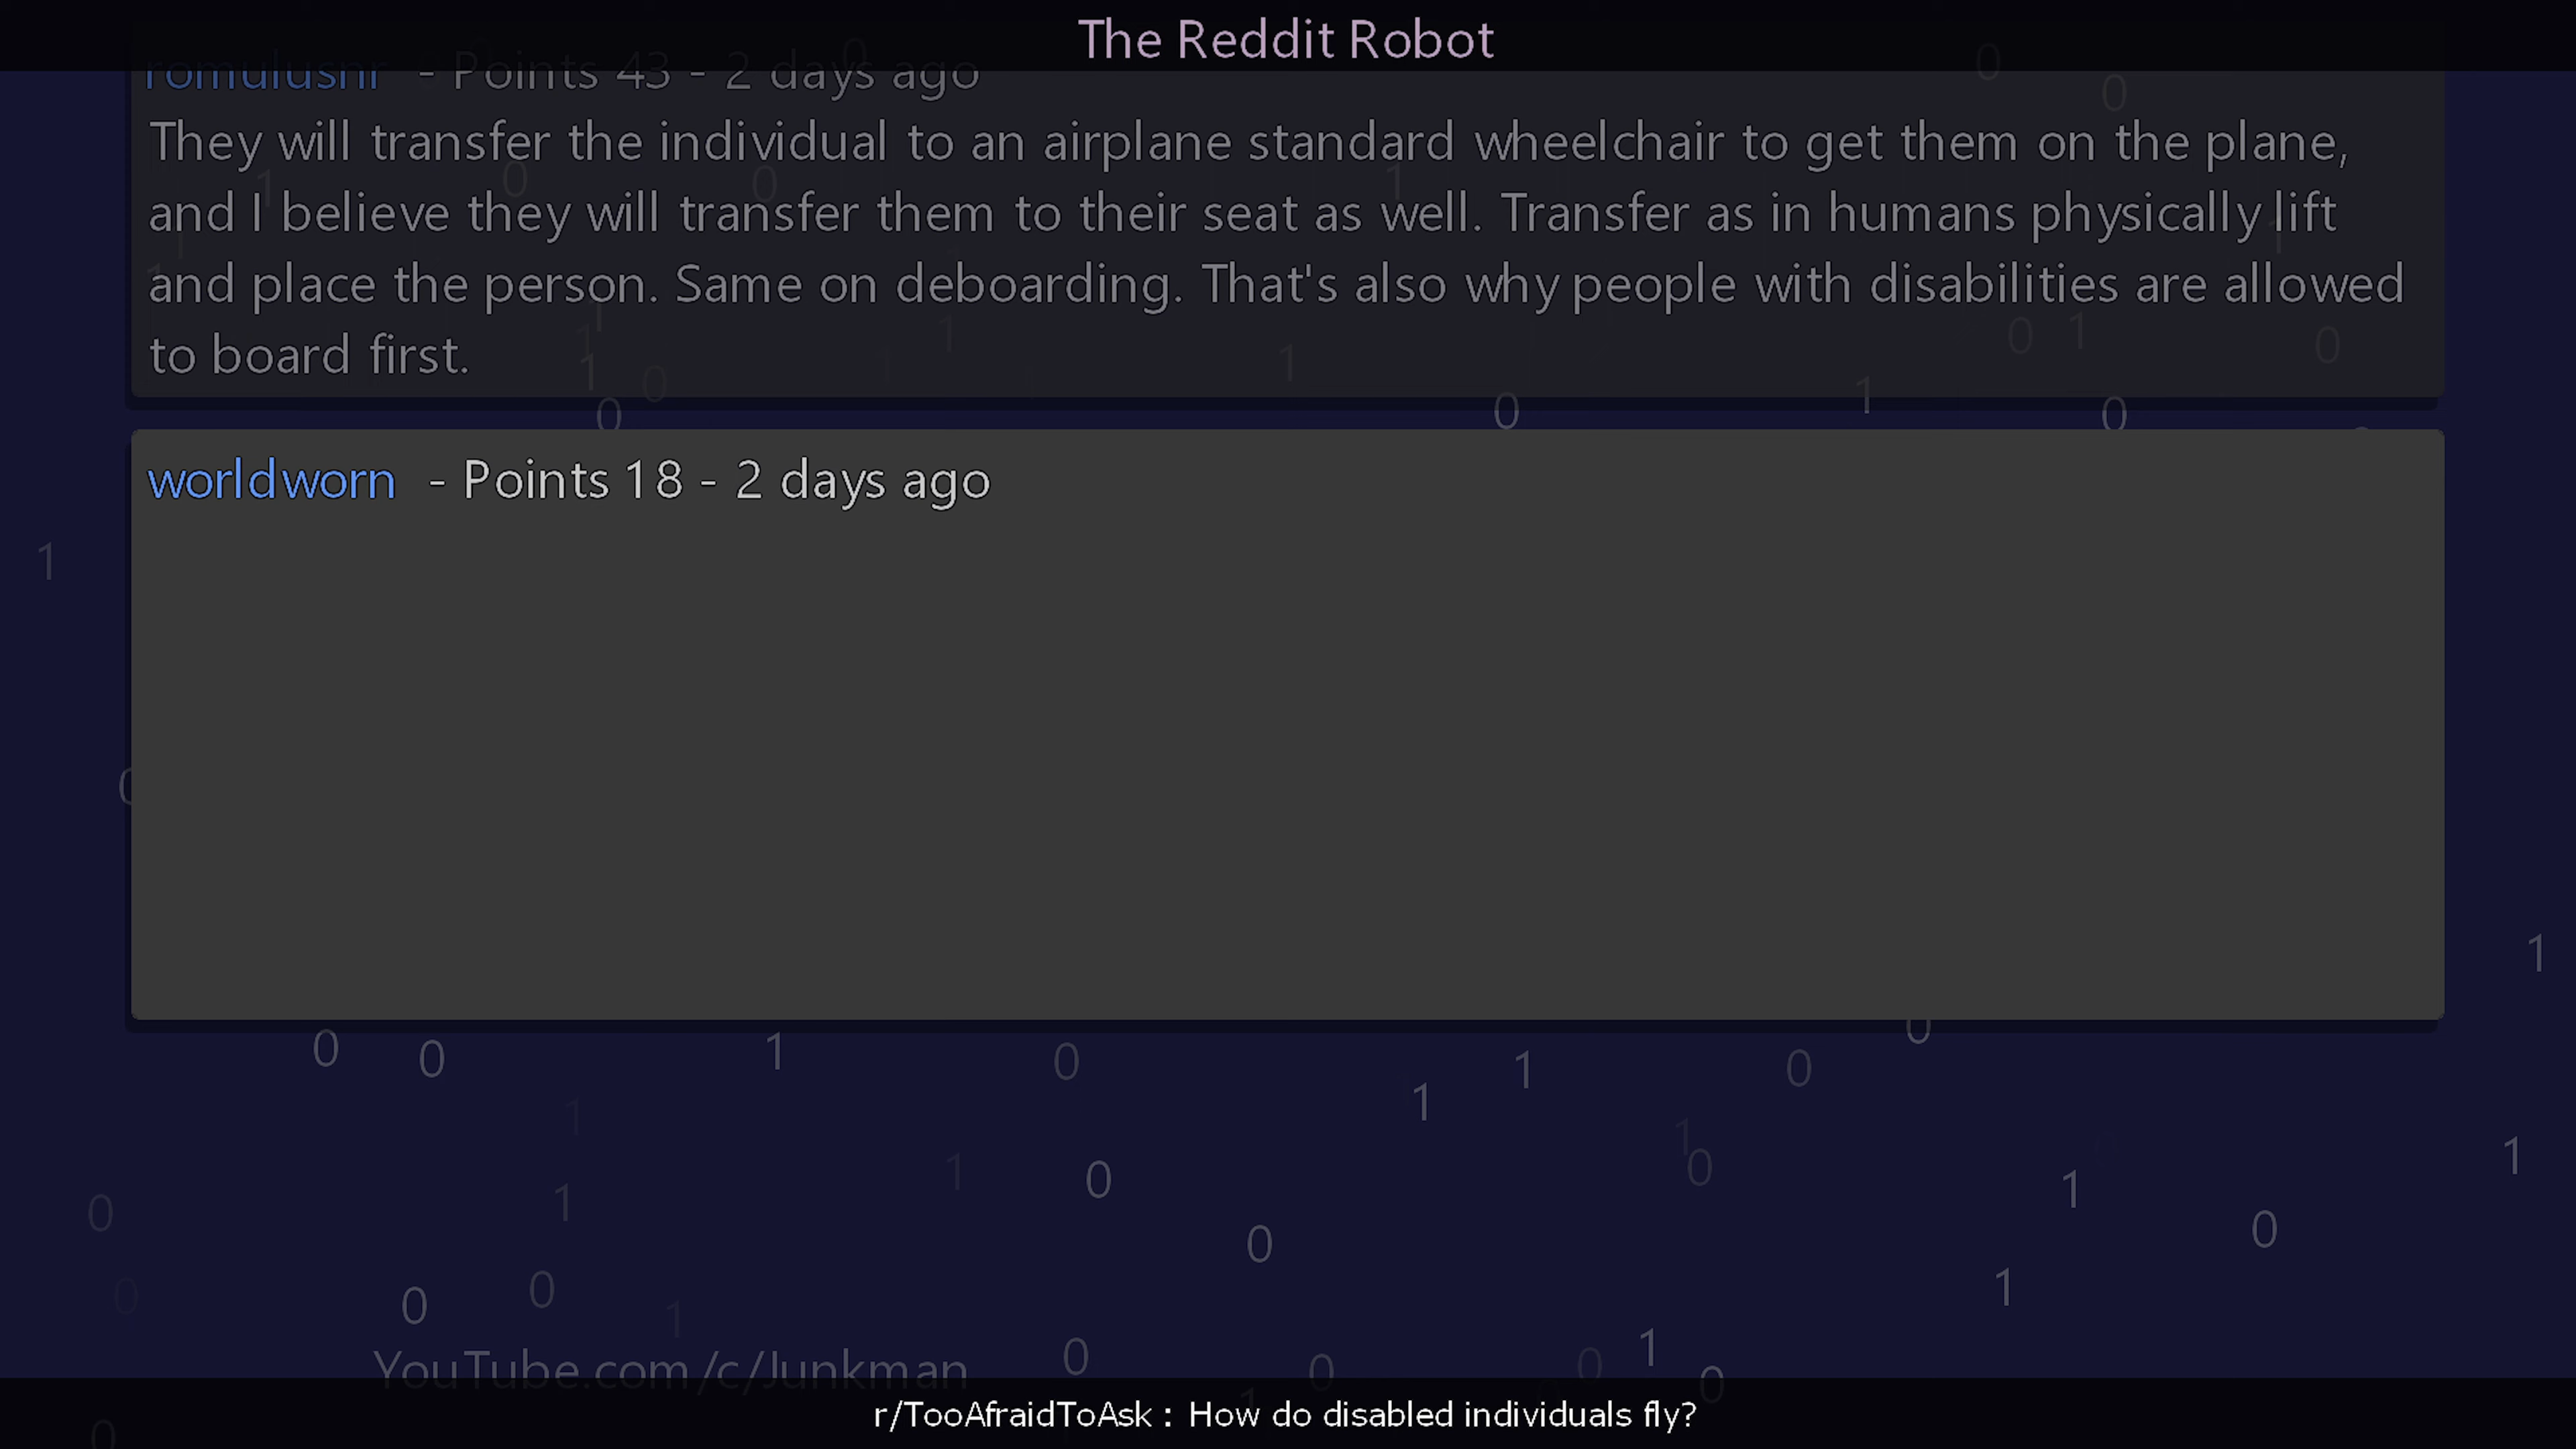 The Reddit Robot
romulusnr - Points 43 - 2 days ago
They will transfer the individual to an airplane standard wheelchair to get them on the plane,
and I believe they will transfer them to their seat as well. Transfer as in humans physically lift
and place the person. Same on deboarding. That's also why people with disabilities are allowed
to board first.
worldworn - Points 18 - 2 days ago
YouTube.com/c/Junkman
r/TooAfraidToAsk : How do disabled individuals fly?